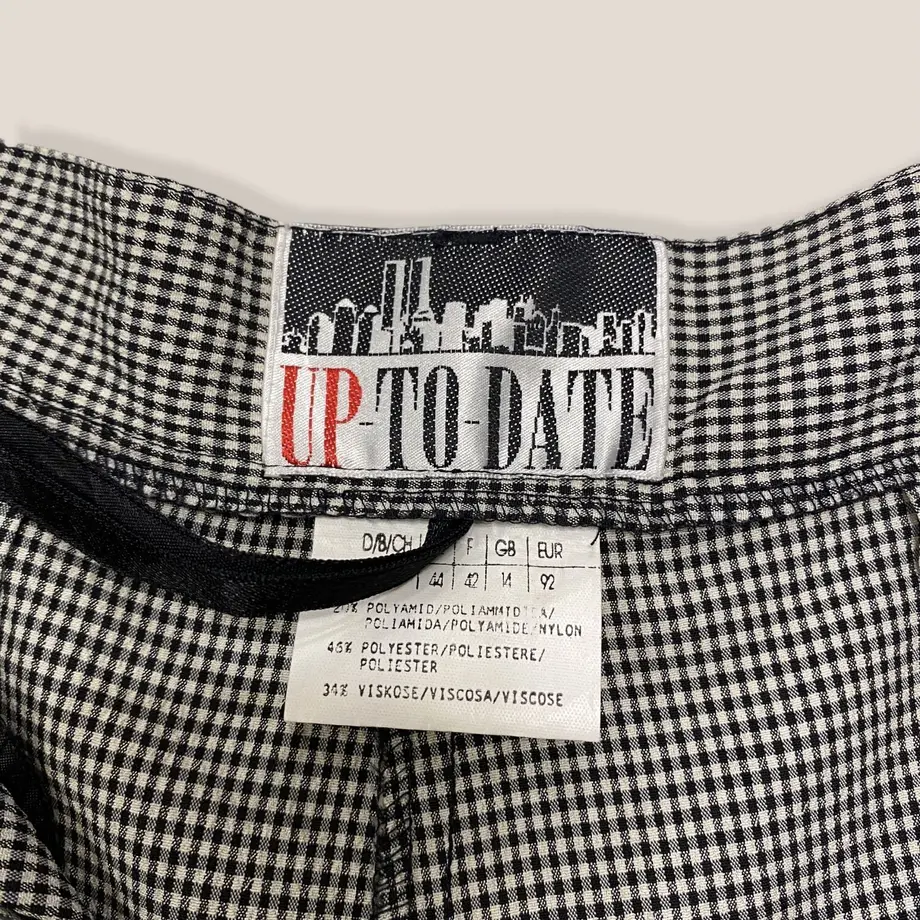 UP-TO-DATE
D/B/CH F GB EUR
44 42 14 92
POLYAMID/POLIAMMIDICA/
POLIAMIDA/POLYAMIDE/NYLON
46% POLYESTER/POLIESTERE/
POLIESTER
34% VISKOSE/VISCOSA/VISCOSE